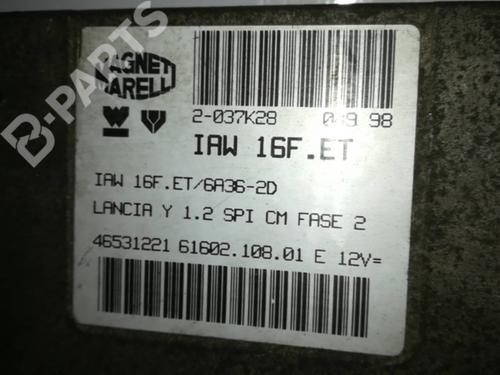 MAGNETI
MARELLI
2-037K28 049 98
IAW 16F.ET
IAW 16F.ET/6A36-2D
LANCIA Y 1.2 SPI CM FASE 2
46531221 61602.108.01 E 12V=
B-PARTS